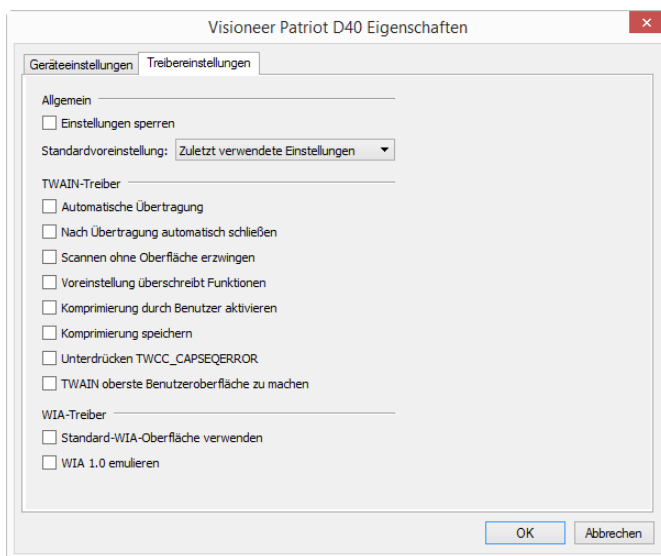 Visioneer Patriot D40 Eigenschaften
Geräteeinstellungen Treibereinstellungen
Allgemein
Einstellungen sperren
Standardvoreinstellung: Zuletzt verwendete Einstellungen
TWAIN-Treiber
Automatische Übertragung
Nach Übertragung automatisch schließen
Scannen ohne Oberfläche erzwingen
Voreinstellung überschreibt Funktionen
Komprimierung durch Benutzer aktivieren
Komprimierung speichern
Unterdrücken TWCC_CAPSEQERROR
TWAIN oberste Benutzeroberfläche zu machen
WIA-Treiber
Standard-WIA-Oberfläche verwenden
WIA 1.0 emulieren
OK Abbrechen